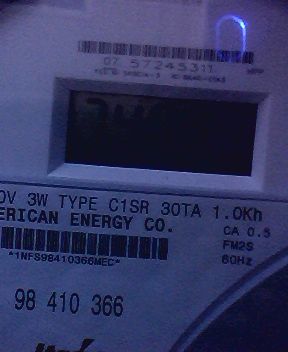 07 57245311
0V 3W TYPE C1SR 30TA 1.0Kh
ERICAN ENERGY CO.
CA 0.5
FM2S
60Hz
*1NFS98410366MEC*
98 410 366